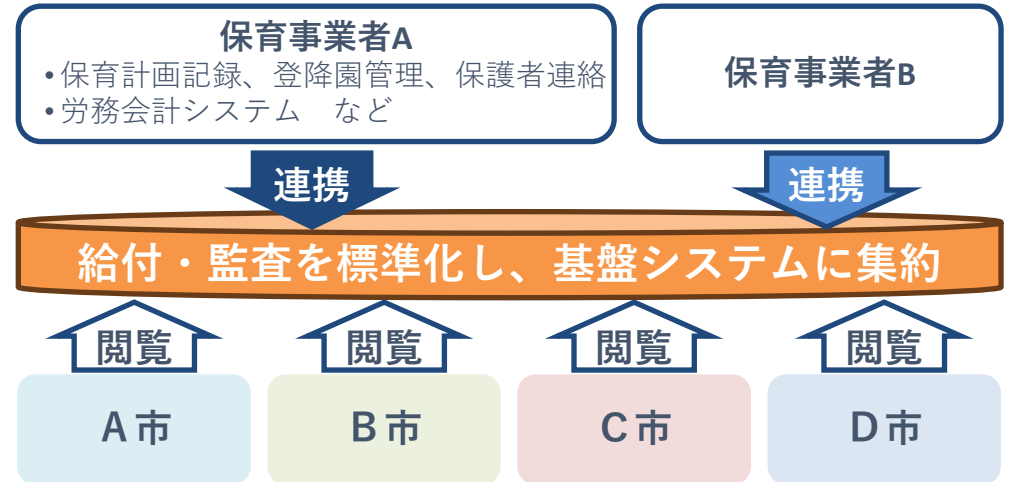 保育事業者A
•保育計画記録、登降園管理、保護者連絡
•労務会計システム　など
保育事業者B
連携
連携
給付・監査を標準化し、基盤システムに集約
閲覧
閲覧
閲覧
閲覧
A市
B市
C市
D市